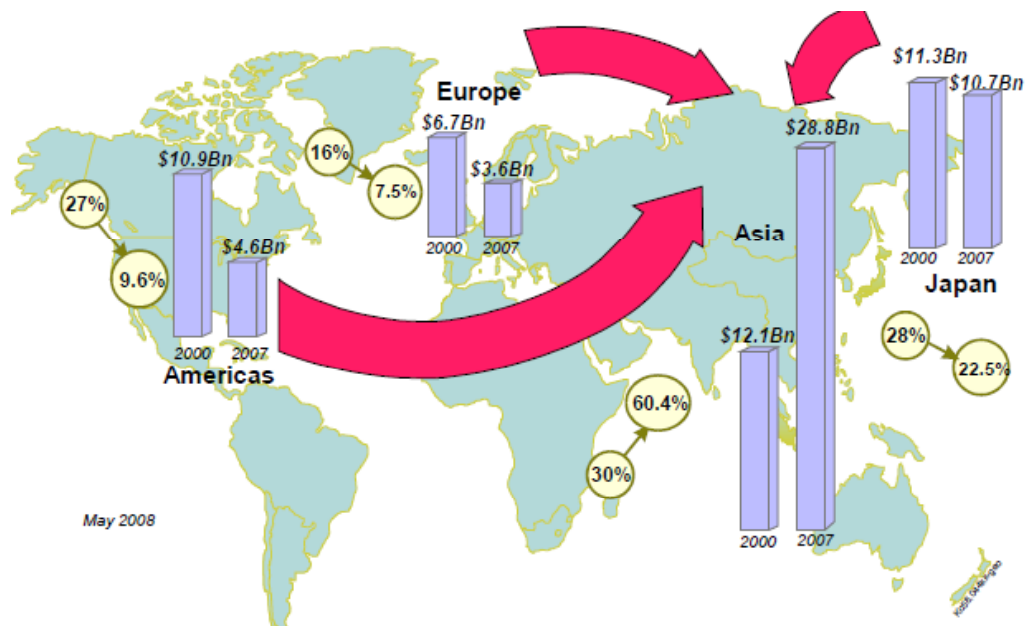 Europe
$6.7Bn
$3.6Bn
16%
7.5%
2000
2007
$10.9Bn
$4.6Bn
27%
9.6%
2000
2007
Americas
$11.3Bn
$10.7Bn
2000
2007
Japan
28%
22.5%
Asia
$28.8Bn
$12.1Bn
60.4%
30%
2000
2007
May 2008